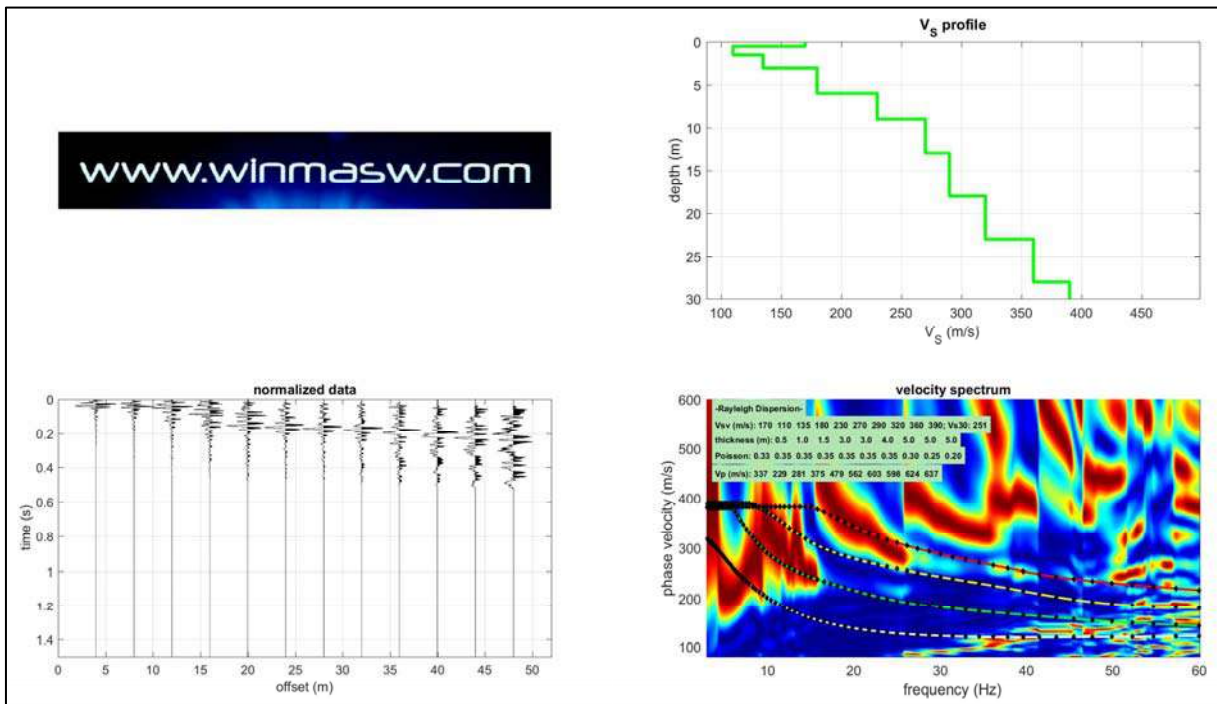 www.winmasw.com
V_S profile
0
5
10
15
20
25
30
depth (m)
100 150 200 250 300 350 400 450
V_S (m/s)
normalized data
0
0.2
0.4
0.6
0.8
1
1.2
1.4
time (s)
0 5 10 15 20 25 30 35 40 45 50
offset (m)
velocity spectrum
-Rayleigh Dispersion-
Vsv (m/s): 170 110 135 180 230 270 290 320 360 390; Vs30: 251
thickness (m): 0.5 1.0 1.5 3.0 3.0 4.0 5.0 5.0 5.0
Poisson: 0.33 0.35 0.35 0.35 0.35 0.35 0.35 0.30 0.25 0.20
Vp (m/s): 337 229 281 375 479 562 603 598 624 637
600
500
400
300
200
100
phase velocity (m/s)
10 20 30 40 50 60
frequency (Hz)